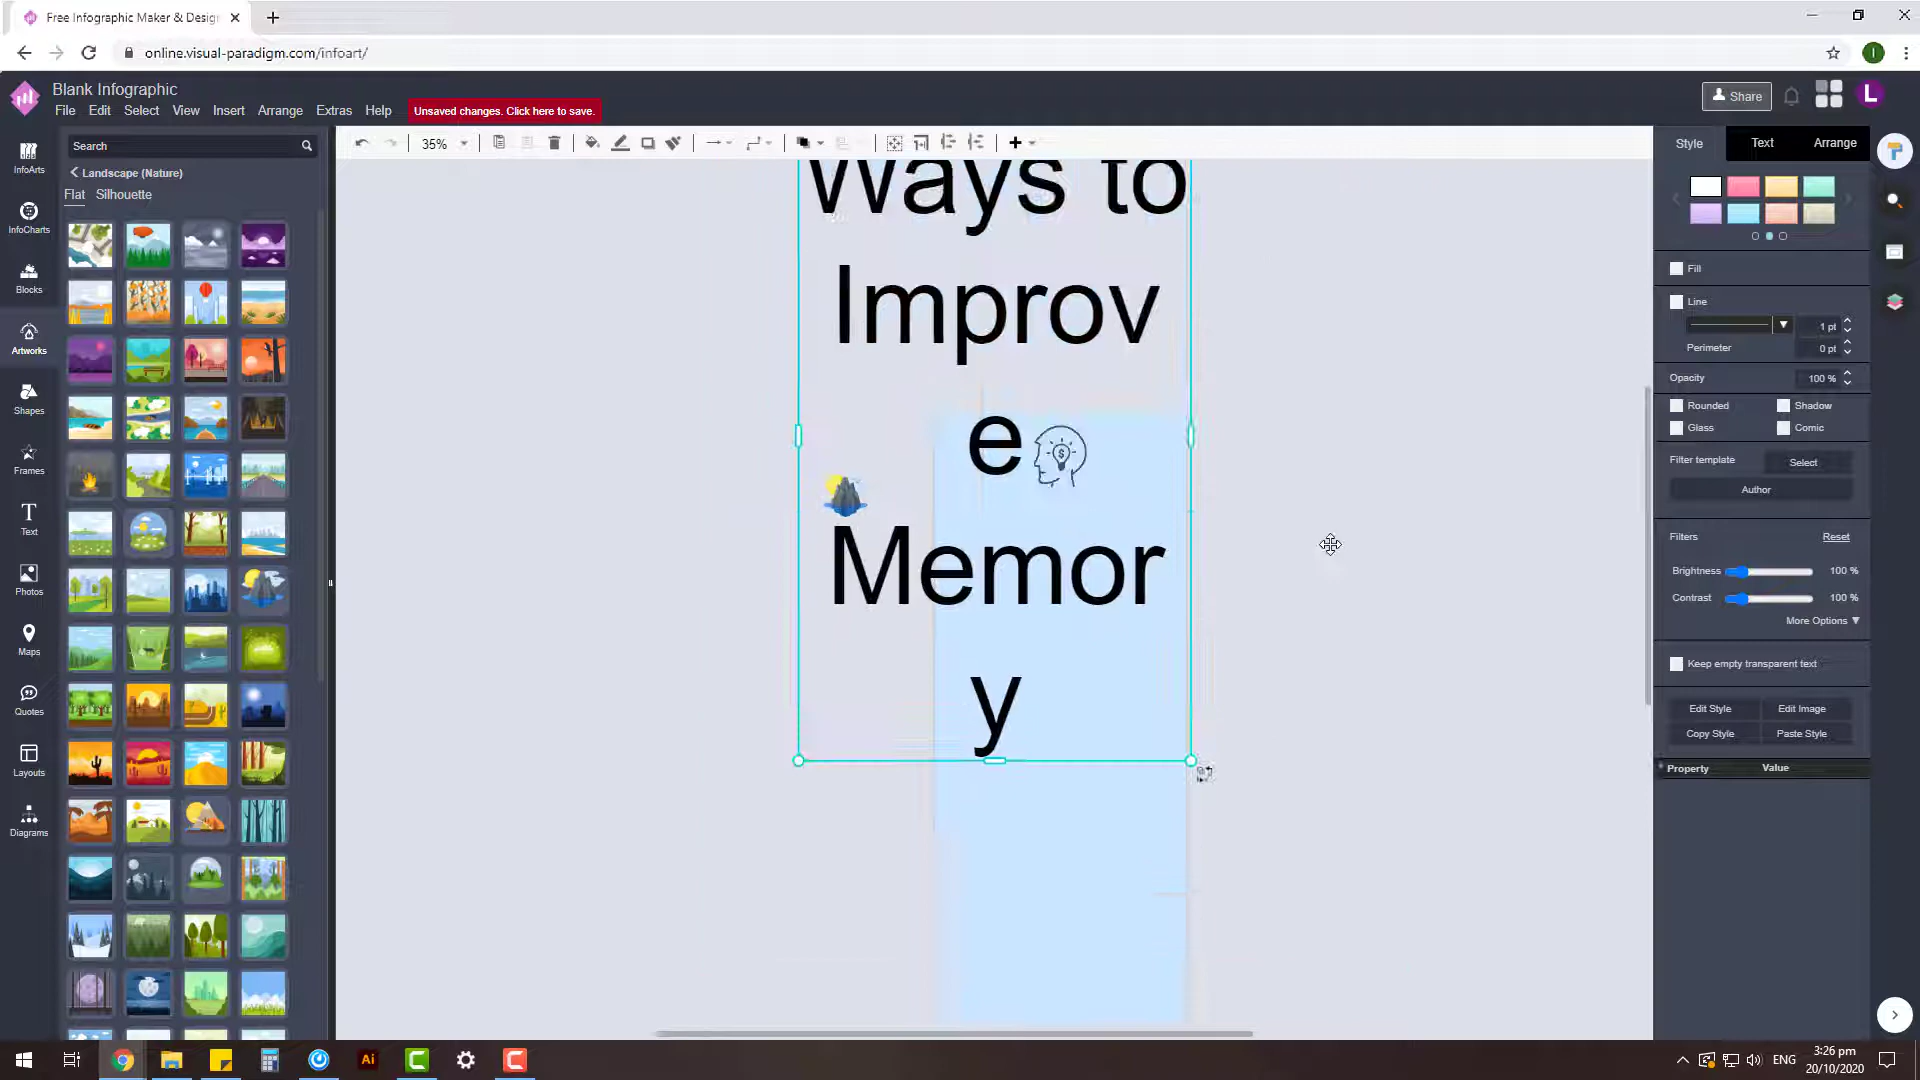 Free Infographic Maker & Desig
online.visual-paradigm.com/infoart/
Blank Infographic
File Edit Select View Insert Arrange Extras Help
Unsaved changes. Click here to save.
Share
L
I
InfoArts
InfoCharts
Blocks
Artworks
Shapes
Frames
Text
Photos
Maps
Quotes
Layouts
Diagrams
Search
Landscape (Nature)
Flat Silhouette
35%
Ways to
Improv
e
Memor
y
$
Style Text Arrange
Fill
Line
1 pt
Perimeter 0 pt
Opacity 100 %
Rounded Shadow
Glass Comic
Filter template Select
Author
Filters Reset
Brightness 100 %
Contrast 100 %
More Options
Keep empty transparent text
Edit Style Edit Image
Copy Style Paste Style
Property Value
Ai
ENG
3:26 pm
20/10/2020